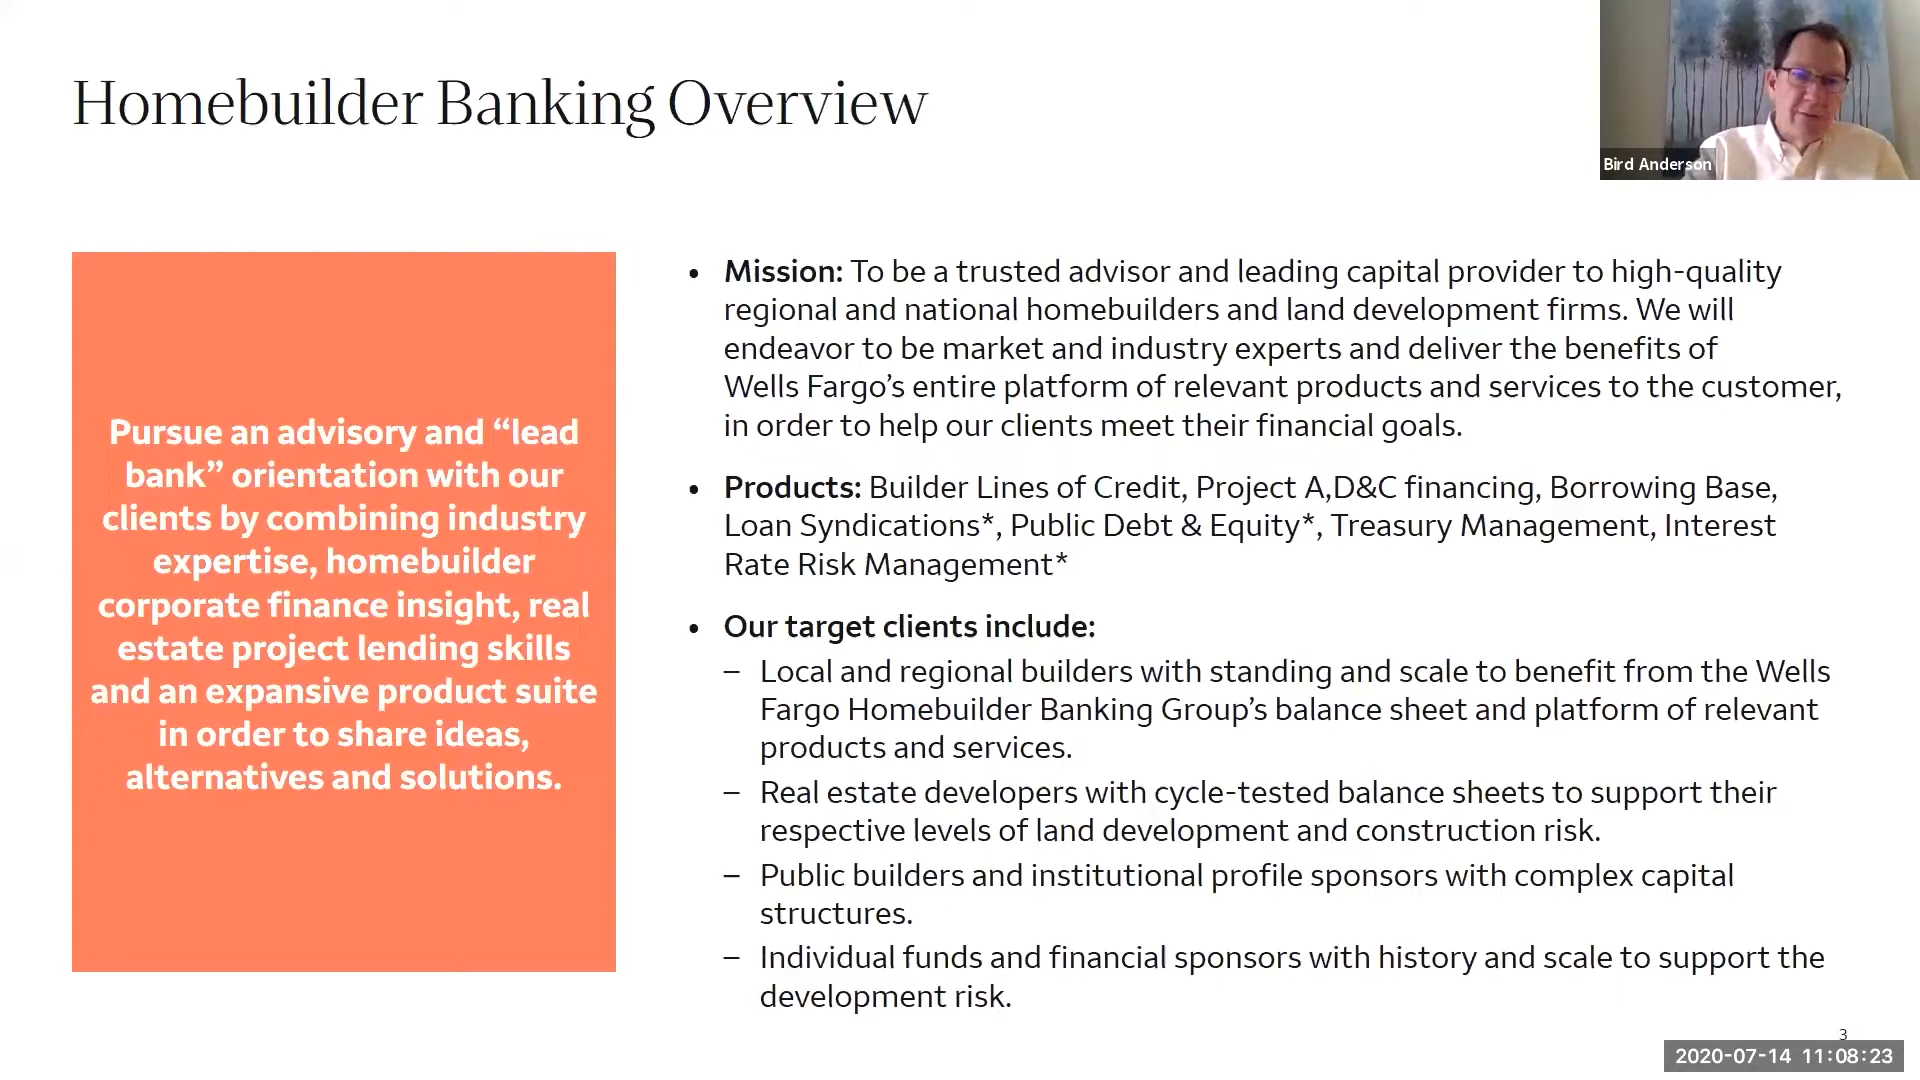 Homebuilder Banking Overview
Bird Anderson
Pursue an advisory and “lead
bank” orientation with our
clients by combining industry
expertise, homebuilder
corporate finance insight, real
estate project lending skills
and an expansive product suite
in order to share ideas,
alternatives and solutions.
• Mission: To be a trusted advisor and leading capital provider to high-quality
regional and national homebuilders and land development firms. We will
endeavor to be market and industry experts and deliver the benefits of
Wells Fargo’s entire platform of relevant products and services to the customer,
in order to help our clients meet their financial goals.
• Products: Builder Lines of Credit, Project A,D&C financing, Borrowing Base,
Loan Syndications*, Public Debt & Equity*, Treasury Management, Interest
Rate Risk Management*
• Our target clients include:
– Local and regional builders with standing and scale to benefit from the Wells
Fargo Homebuilder Banking Group’s balance sheet and platform of relevant
products and services.
– Real estate developers with cycle-tested balance sheets to support their
respective levels of land development and construction risk.
– Public builders and institutional profile sponsors with complex capital
structures.
– Individual funds and financial sponsors with history and scale to support the
development risk.
3
2020-07-14 11:08:23